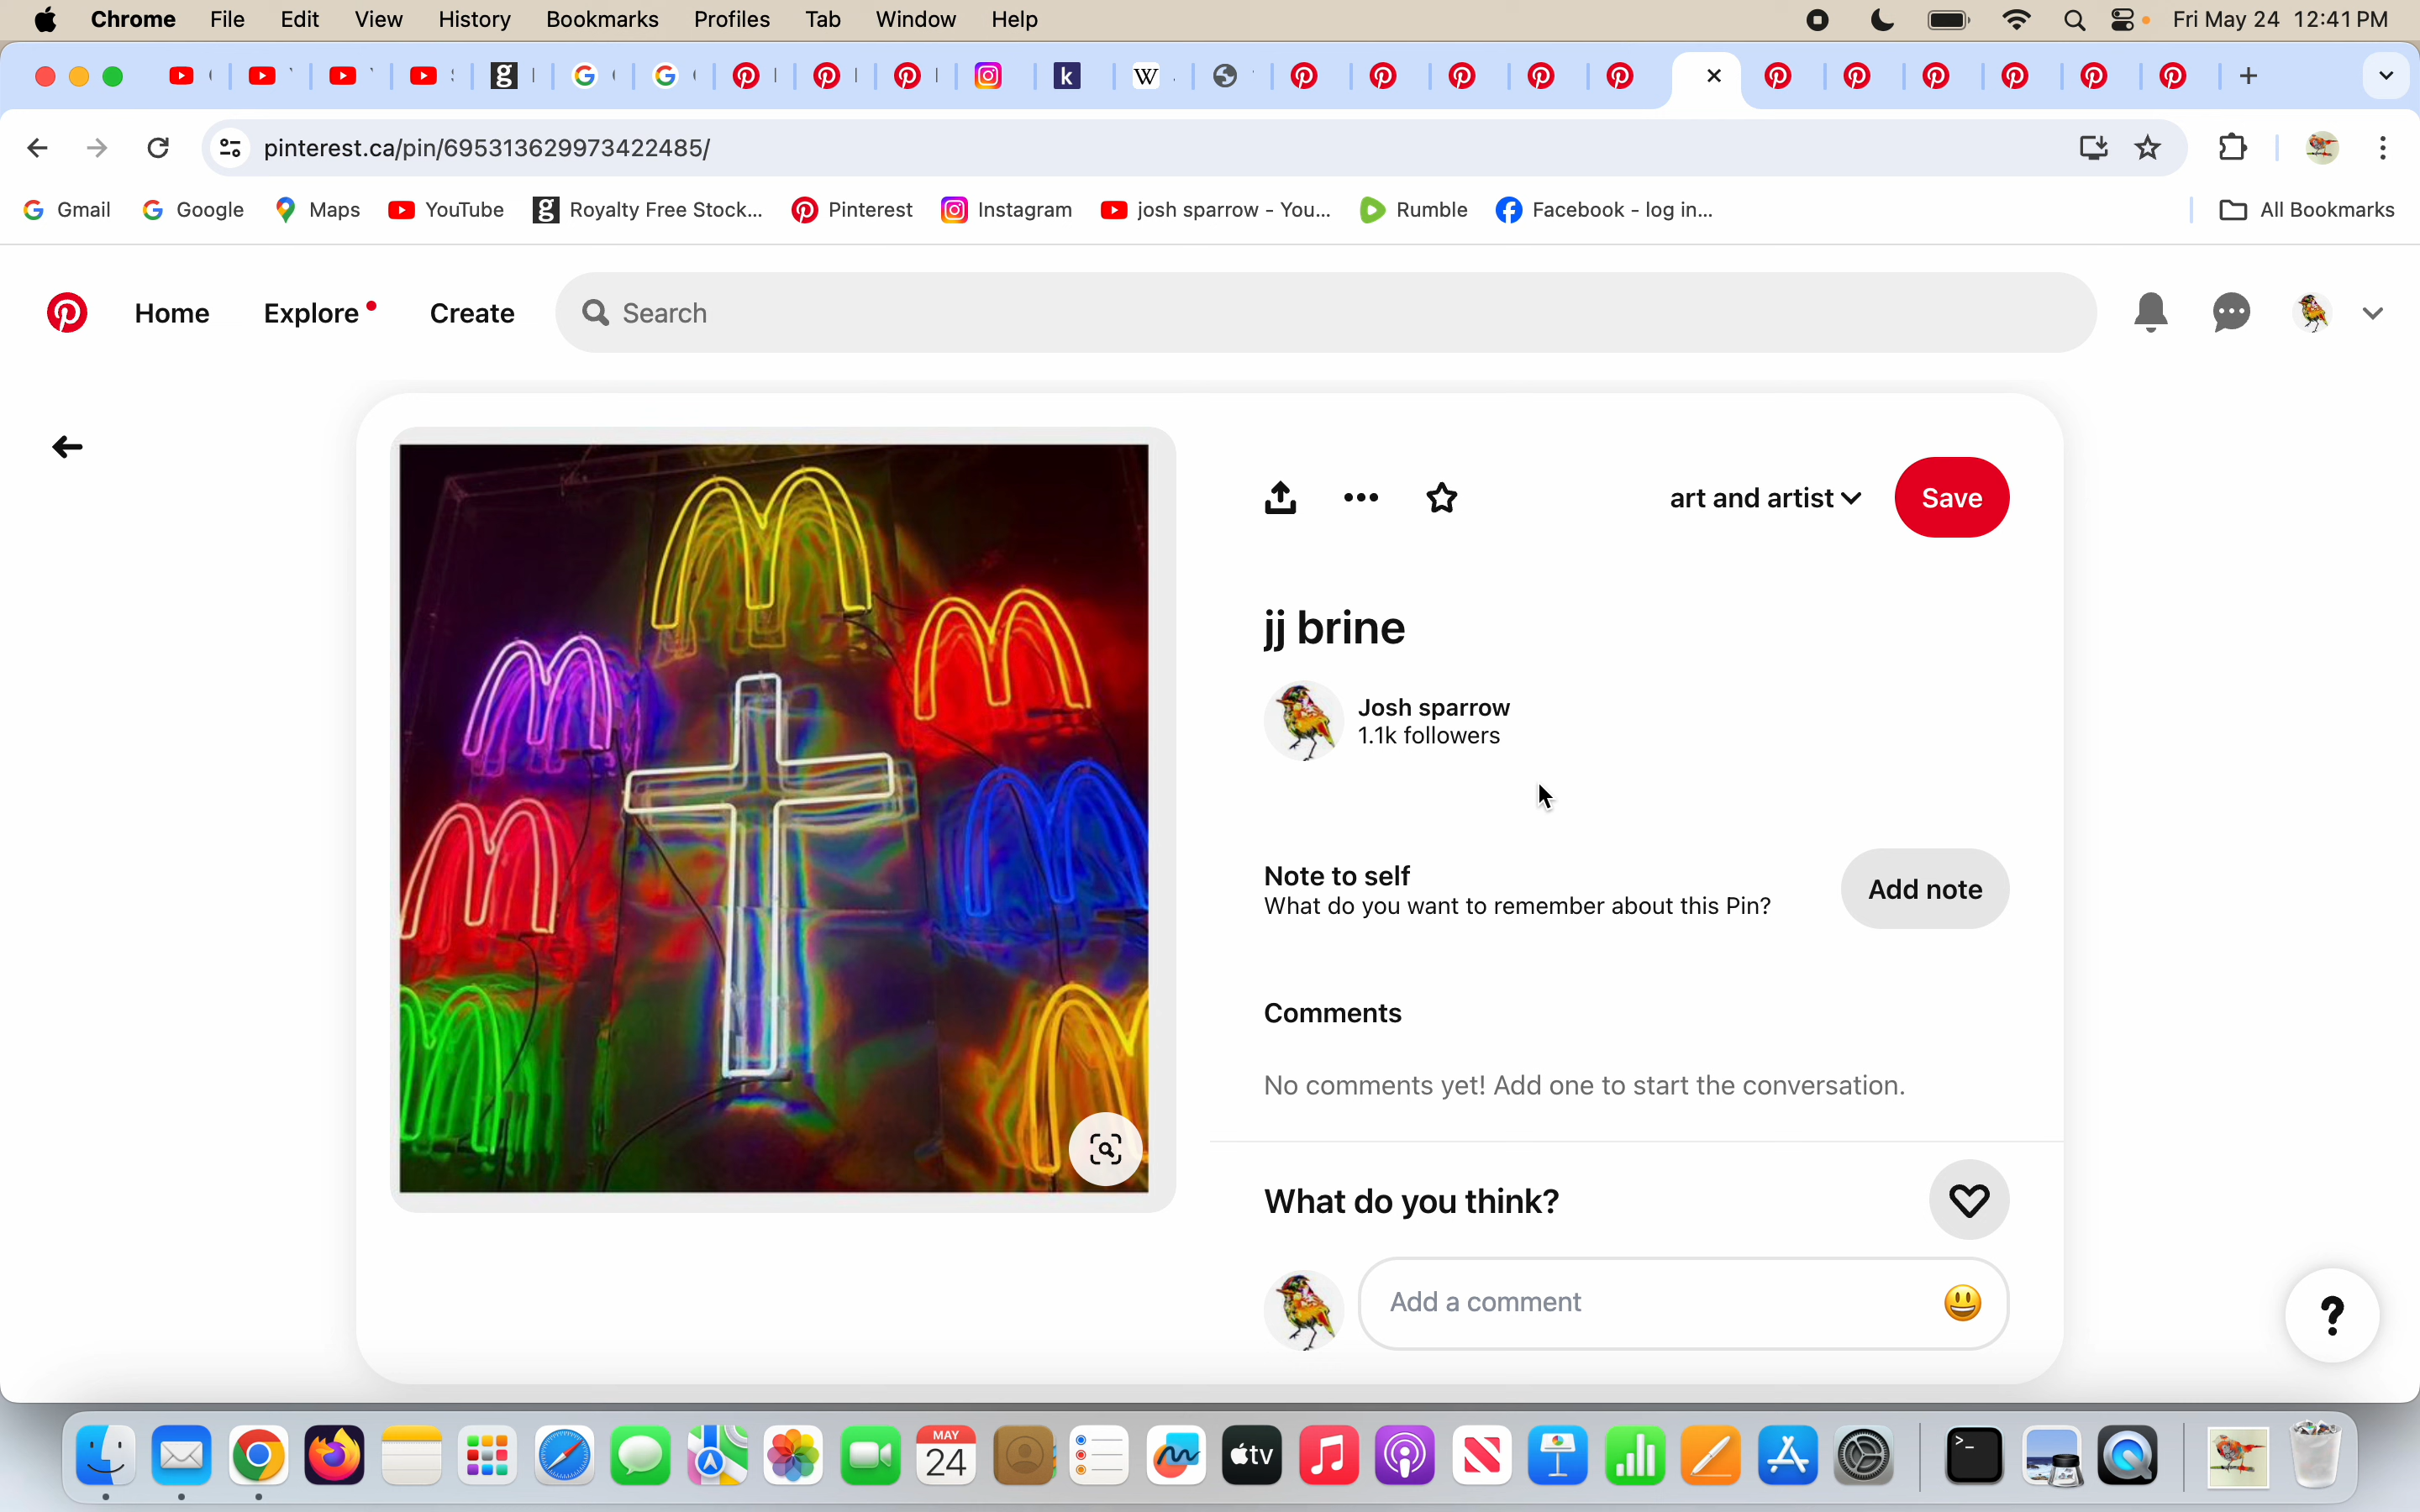 Chrome File Edit View History Bookmarks Profiles Tab Window Help Fri May 24 12:41 PM
pinterest.ca/pin/695313629973422485/
Gmail Google Maps YouTube Royalty Free Stock... Pinterest Instagram josh sparrow - You... Rumble Facebook - log in... All Bookmarks
Home Explore Create Search
art and artist Save
jj brine
Josh sparrow
1.1k followers
Note to self
What do you want to remember about this Pin?
Add note
Comments
No comments yet! Add one to start the conversation.
What do you think?
Add a comment
?
MAY
24
tv